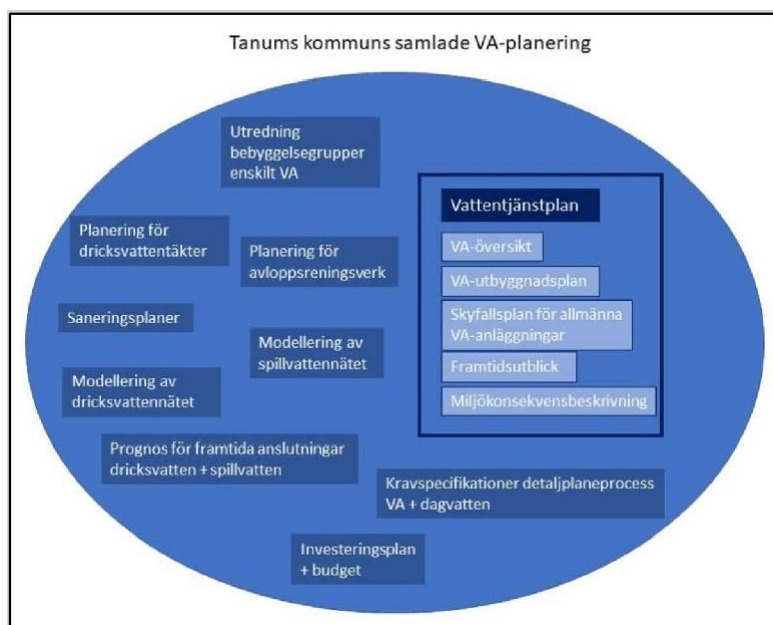 Tanums kommuns samlade VA-planering
Utredning
bebyggelsegrupper
enskilt VA
Planering för
dricksvattentäkter
Planering för
avloppsreningsverk
Saneringsplaner
Modellering av
spillvattennätet
Modellering av
dricksvattennätet
Prognos för framtida anslutningar
dricksvatten + spillvatten
Kravspecifikationer detaljplaneprocess
VA + dagvatten
Investeringsplan
+ budget
Vattentjänstplan
VA-översikt
VA-utbyggnadsplan
Skyfallsplan för allmänna
VA-anläggningar
Framtidsutblick
Miljökonsekvensbeskrivning